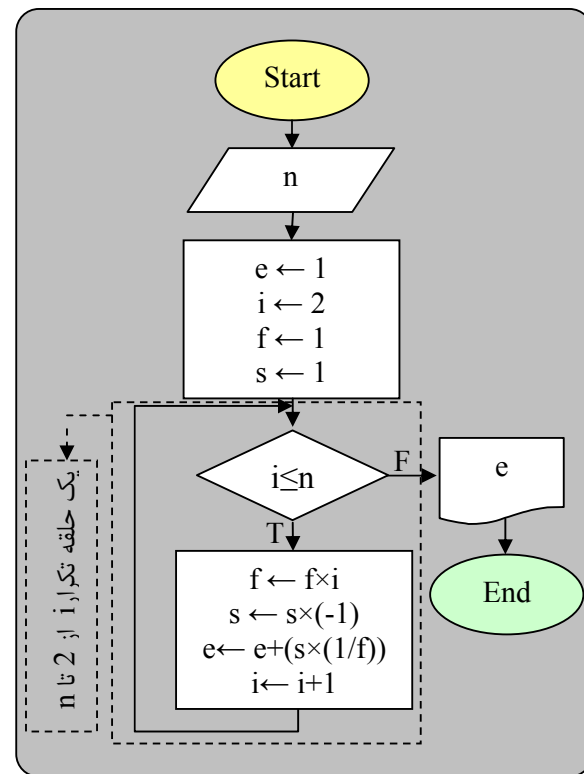 Start
n
e ← 1
i ← 2
f ← 1
s ← 1
i≤n
F
e
T
f ← f×i
s ← s×(-1)
e← e+(s×(1/f))
i← i+1
End
یک حلقه تکرار i از 2 تا n